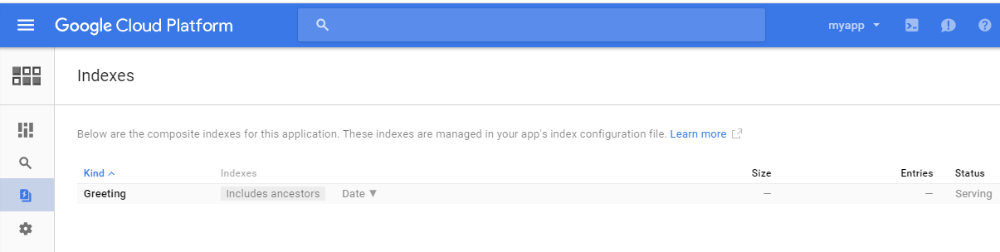 Google Cloud Platform myapp
Indexes
Below are the composite indexes for this application. These indexes are managed in your app's index configuration file. Learn more
Kind Indexes Size Entries Status
Greeting Includes ancestors Date ▼ — — Serving